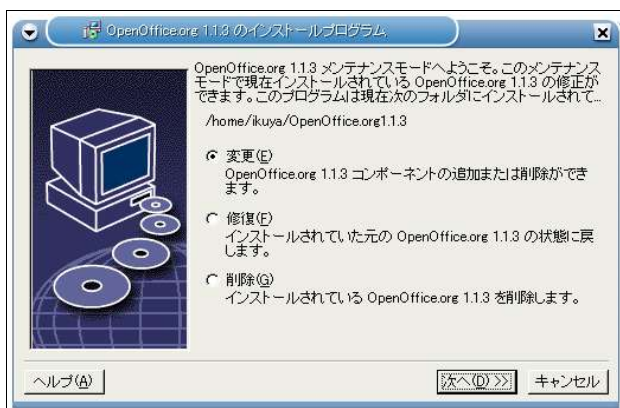 OpenOffice.org 1.1.3 のインストールプログラム
OpenOffice.org 1.1.3 メンテナンスモードへようこそ。このメンテナンス
モードで現在インストールされている OpenOffice.org 1.1.3 の修正が
できます。このプログラムは現在次のフォルダにインストールされて...
/home/ikuya/OpenOffice.org1.1.3
変更(E)
OpenOffice.org 1.1.3 コンポーネントの追加または削除ができ
ます。
修復(F)
インストールされていた元の OpenOffice.org 1.1.3 の状態に戻
します。
削除(G)
インストールされている OpenOffice.org 1.1.3 を削除します。
ヘルプ(A)
次へ(D) >>
キャンセル